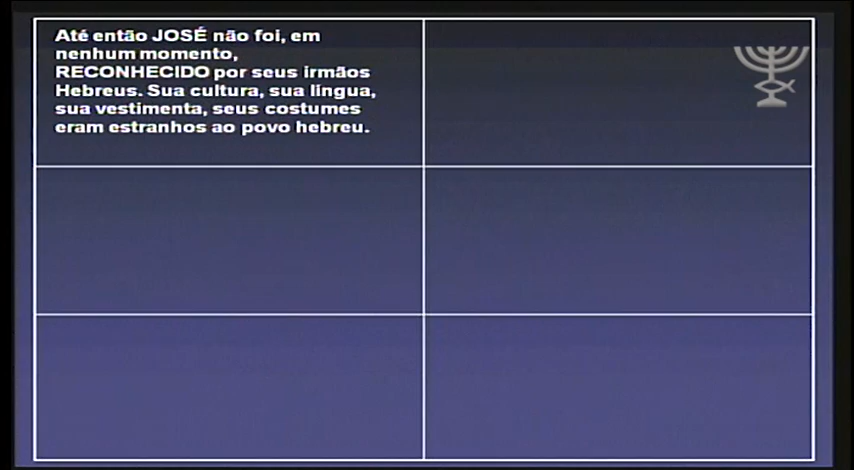 Até então JOSÉ não foi, em
nenhum momento,
RECONHECIDO por seus irmãos
Hebreus. Sua cultura, sua língua,
sua vestimenta, seus costumes
eram estranhos ao povo hebreu.